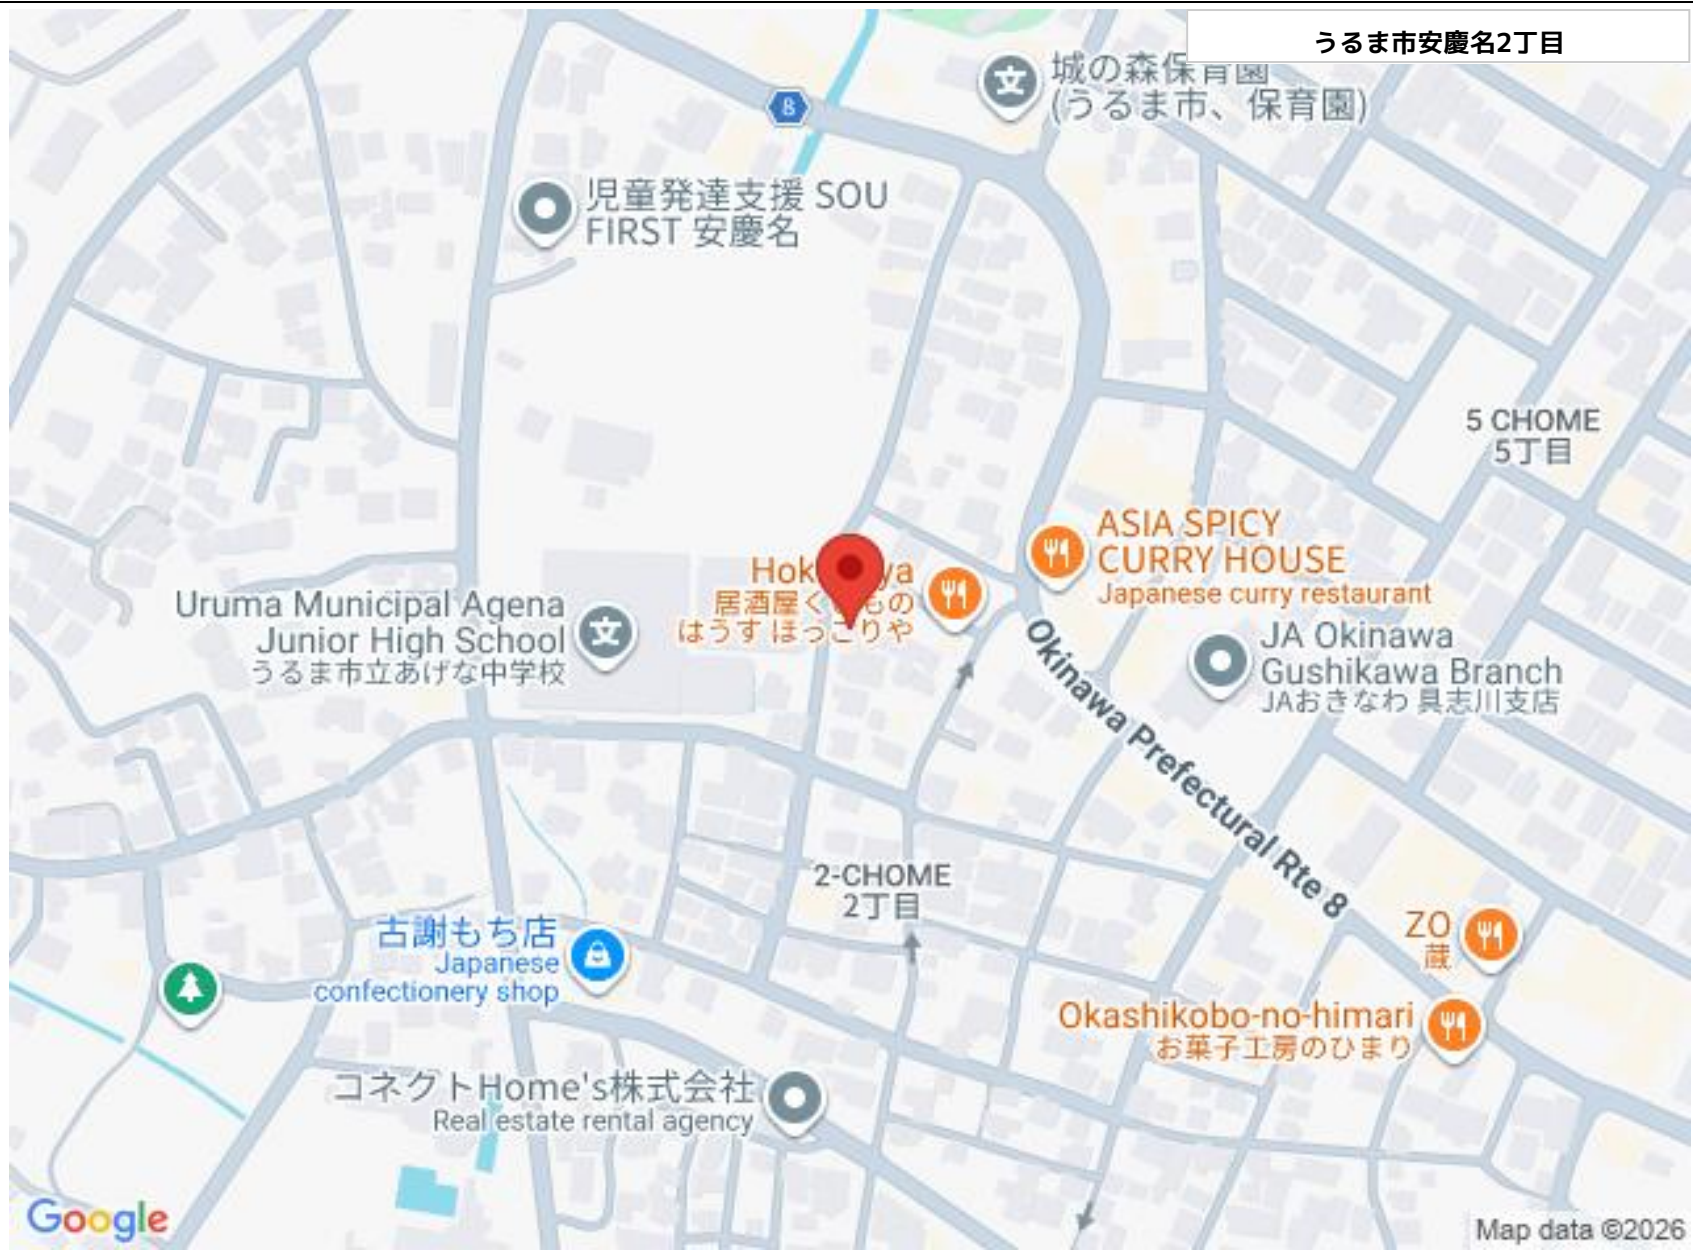 うるま市安慶名2丁目
城の森保育園
(うるま市、保育園)
8
児童発達支援 SOU
FIRST 安慶名
5 CHOME
5丁目
ASIA SPICY
CURRY HOUSE
Japanese curry restaurant
居酒屋
はうす ほっこりや
Uruma Municipal Agena
Junior High School
うるま市立あげな中学校
JA Okinawa
Gushikawa Branch
JAおきなわ 具志川支店
Okinawa Prefectural Rte 8
2-CHOME
2丁目
古謝もち店
Japanese
confectionery shop
ZO
蔵
Okashikobo-no-himari
お菓子工房のひまり
コネクトHome's株式会社
Real estate rental agency
Google
Map data ©2026